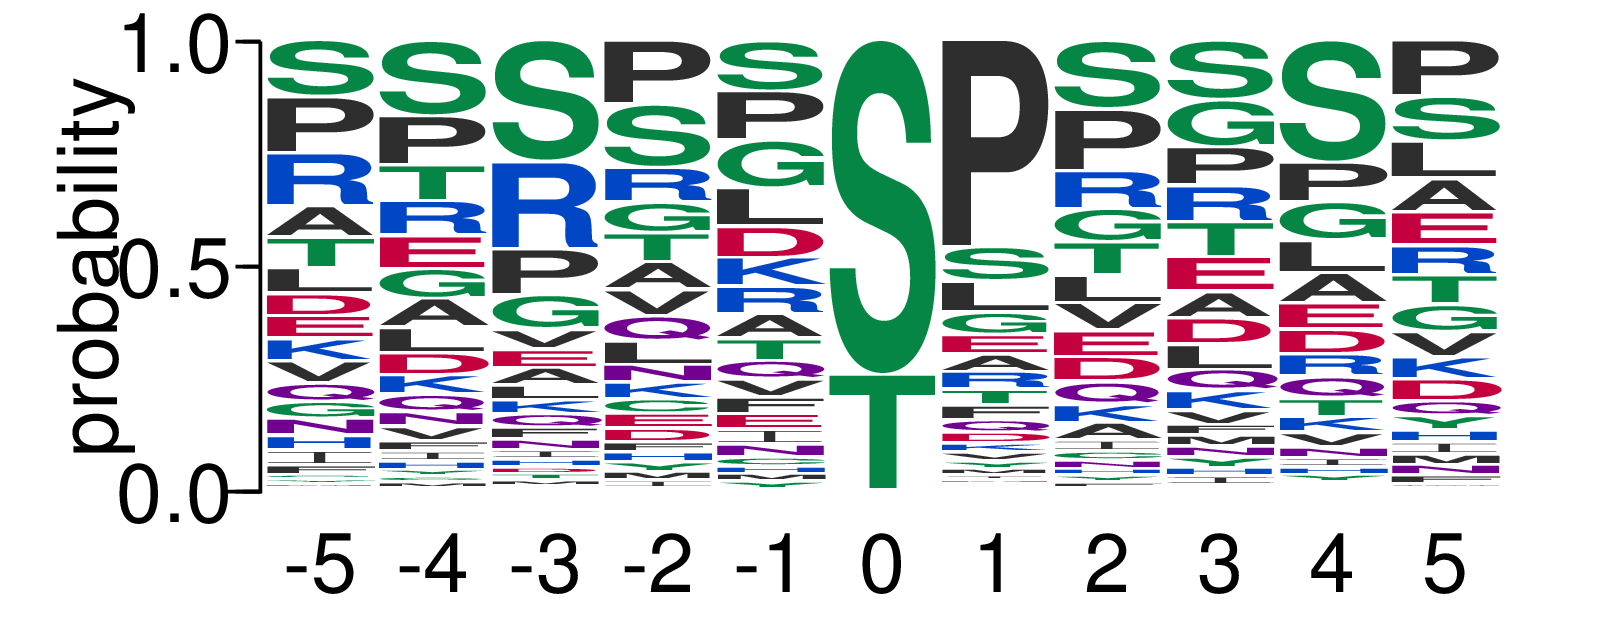 probability
1.0
0.5
0.0
S P R A T L D E K V Q G N H I F
S P T R E G A L D K Q N V F I H
S R P G V E A L K Q F N I H
P S R G T A V Q L N K C E D F H Y M I
S P G L D K R A T Q V F E I N
S T
P S L G E A R T F Q D K
S P R G T L V E D Q K A I C N H
S G P R T E A D L Q K V F M N Y H I
S P G L A E D R Q T K V N I H Y
P S L A E R T G V K D Q Y H I M N F
-5 -4 -3 -2 -1 0 1 2 3 4 5